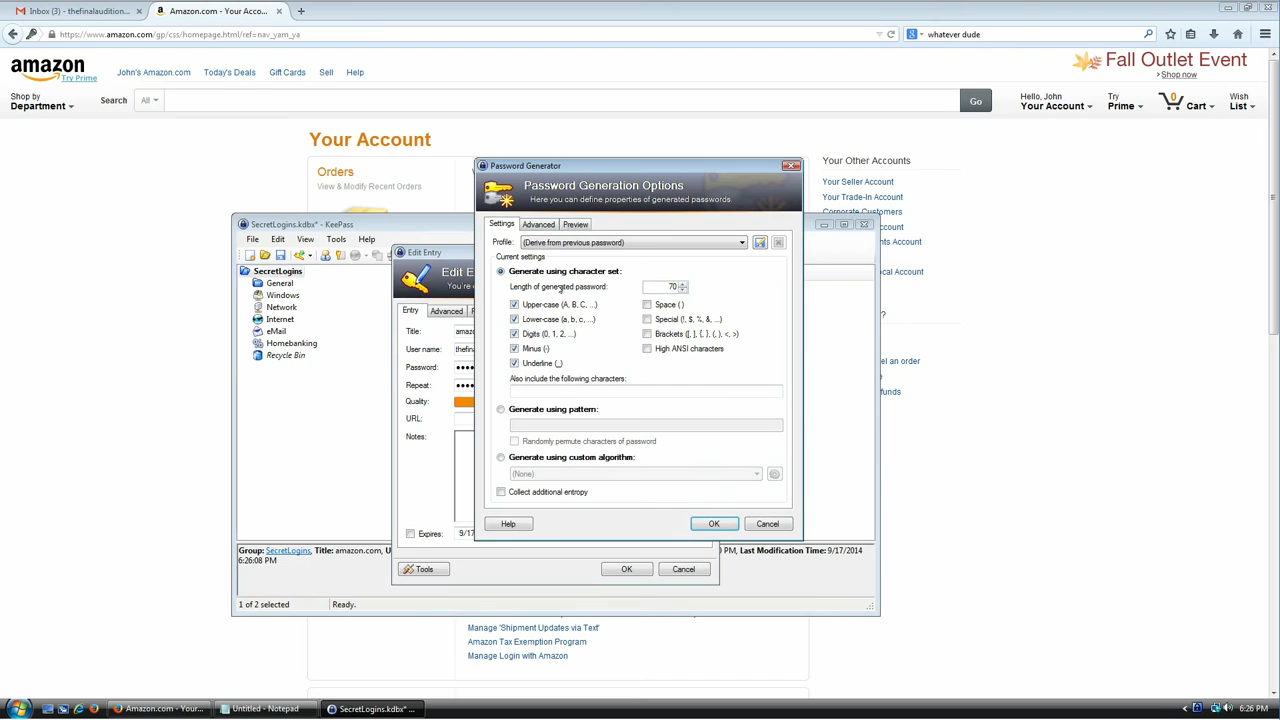 Inbox (3) - thefinalaudition...
Amazon.com - Your Acco...
https://www.amazon.com/gp/css/homepage.html/ref=nav_yam_ya
whatever dude
amazon
Try Prime
John's Amazon.com
Today's Deals
Gift Cards
Sell
Help
Fall Outlet Event
› Shop now
Shop by
Department
Search
All
Go
Hello, John
Your Account
Try
Prime
0
Cart
Wish
List
Your Account
Orders
View & Modify Recent Orders
Your Other Accounts
Your Seller Account
Your Trade-In Account
Corporate Customers
Account
Account
?
an order
SecretLogins.kdbx* - KeePass
File
Edit
View
Tools
Help
SecretLogins
General
Windows
Network
Internet
eMail
Homebanking
Recycle Bin
Group: SecretLogins, Title: amazon.com,
PM, Last Modification Time: 9/17/2014
6:26:08 PM
1 of 2 selected
Ready.
Edit Entry
Entry
Advanced
Title:
User name:
Password:
Repeat:
Quality:
URL:
Notes:
Expires:
9/17
Tools
OK
Cancel
Password Generator
Password Generation Options
Here you can define properties of generated passwords.
Settings
Advanced
Preview
Profile:
(Derive from previous password)
Current settings
Generate using character set:
Length of generated password:
70
Upper-case (A, B, C, ...)
Space ( )
Lower-case (a, b, c, ...)
Special (!, $, %, &, ...)
Digits (0, 1, 2, ...)
Brackets ([, ], {, }, (, ), <, >)
Minus (-)
High ANSI characters
Underline (_)
Also include the following characters:
Generate using pattern:
Randomly permute characters of password
Generate using custom algorithm:
(None)
Collect additional entropy
Help
OK
Cancel
Manage 'Shipment Updates via Text'
Amazon Tax Exemption Program
Manage Login with Amazon
Amazon.com - Your...
Untitled - Notepad
SecretLogins.kdbx* ...
6:26 PM